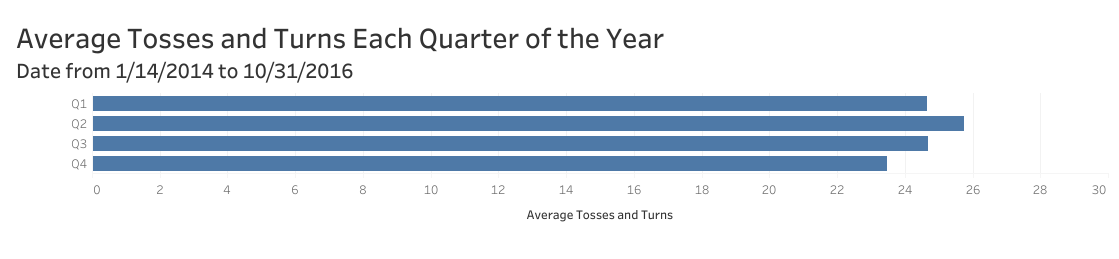 Average Tosses and Turns Each Quarter of the Year
Date from 1/14/2014 to 10/31/2016
Q1
Q2
Q3
Q4
0 2 4 6 8 10 12 14 16 18 20 22 24 26 28 30
Average Tosses and Turns